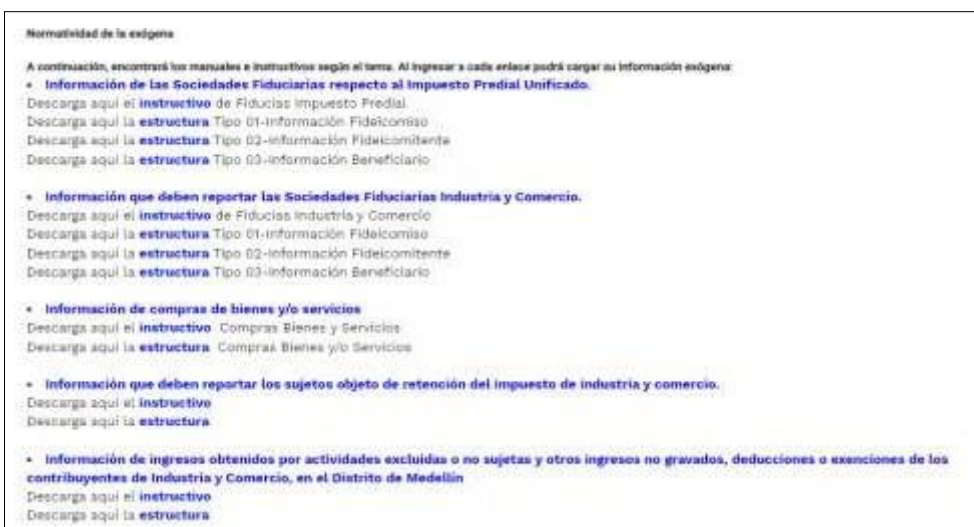 Normatividad de la exógena
A continuación, encontrará los manuales e instructivos según el tema. Al ingresar a cada enlace podrá cargar su información exógena:
• Información de las Sociedades Fiduciarias respecto al Impuesto Predial Unificado.
Descarga aquí el instructivo de Fiducias Impuesto Predial
Descarga aquí la estructura Tipo 01-Información Fideicomiso
Descarga aquí la estructura Tipo 02-Información Fideicomitente
Descarga aquí la estructura Tipo 03-Información Beneficiario
• Información que deben reportar las Sociedades Fiduciarias Industria y Comercio.
Descarga aquí el instructivo de Fiducias Industria y Comercio
Descarga aquí la estructura Tipo 01-Información Fideicomiso
Descarga aquí la estructura Tipo 02-Información Fideicomitente
Descarga aquí la estructura Tipo 03-Información Beneficiario
• Información de compras de bienes y/o servicios
Descarga aquí el instructivo Compras Bienes y Servicios
Descarga aquí la estructura Compras Bienes y/o Servicios
• Información que deben reportar los sujetos objeto de retención del impuesto de industria y comercio.
Descarga aquí el instructivo
Descarga aquí la estructura
• Información de ingresos obtenidos por actividades excluidas o no sujetas y otros ingresos no gravados, deducciones o exenciones de los
contribuyentes de Industria y Comercio, en el Distrito de Medellín
Descarga aquí el instructivo
Descarga aquí la estructura